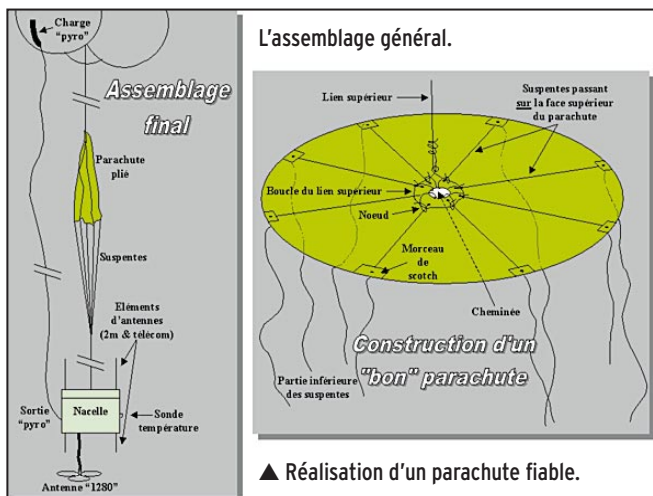 Charge
"pyro"
Assemblage
final
Parachute
plié
Suspentes
Eléments
d'antennes
(2m & télécom)
Sortie
"pyro"
Nacelle
Sonde
température
Antenne "1280"
L'assemblage général.
Lien supérieur
Suspentes passant
sur la face supérieur
du parachute
Boucle du lien supérieur
Noeud
Morceau
de
scotch
Cheminée
Construction d'un
"bon" parachute
Partie inférieure
des suspentes
▲ Réalisation d'un parachute fiable.